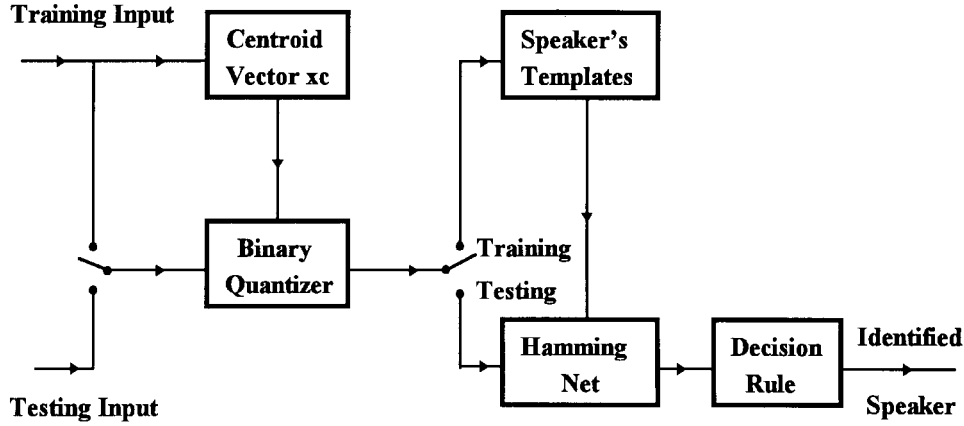 Training Input
Centroid
Vector xc
Speaker's
Templates
Binary
Quantizer
Training
Testing
Hamming
Net
Decision
Rule
Identified
Speaker
Testing Input